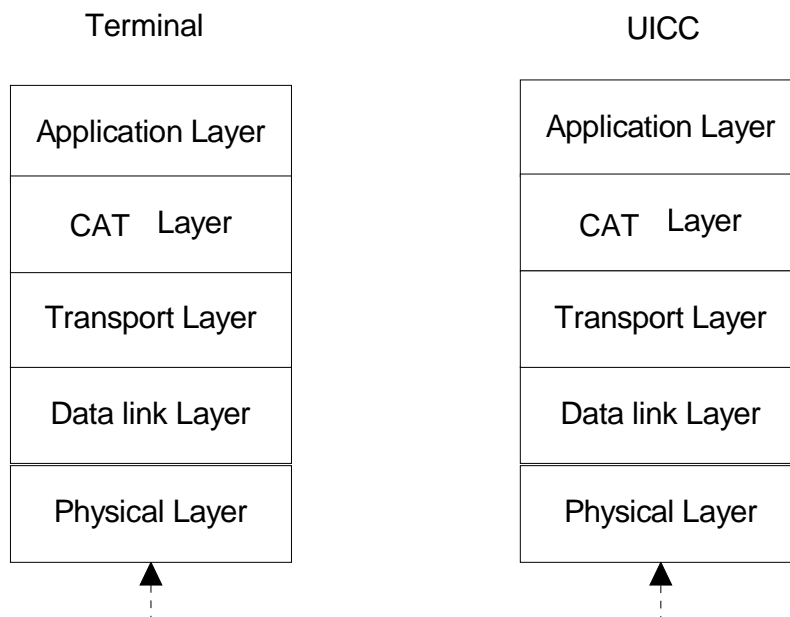 Terminal
UICC
Application Layer
CAT Layer
Transport Layer
Data link Layer
Physical Layer
Application Layer
CAT Layer
Transport Layer
Data link Layer
Physical Layer